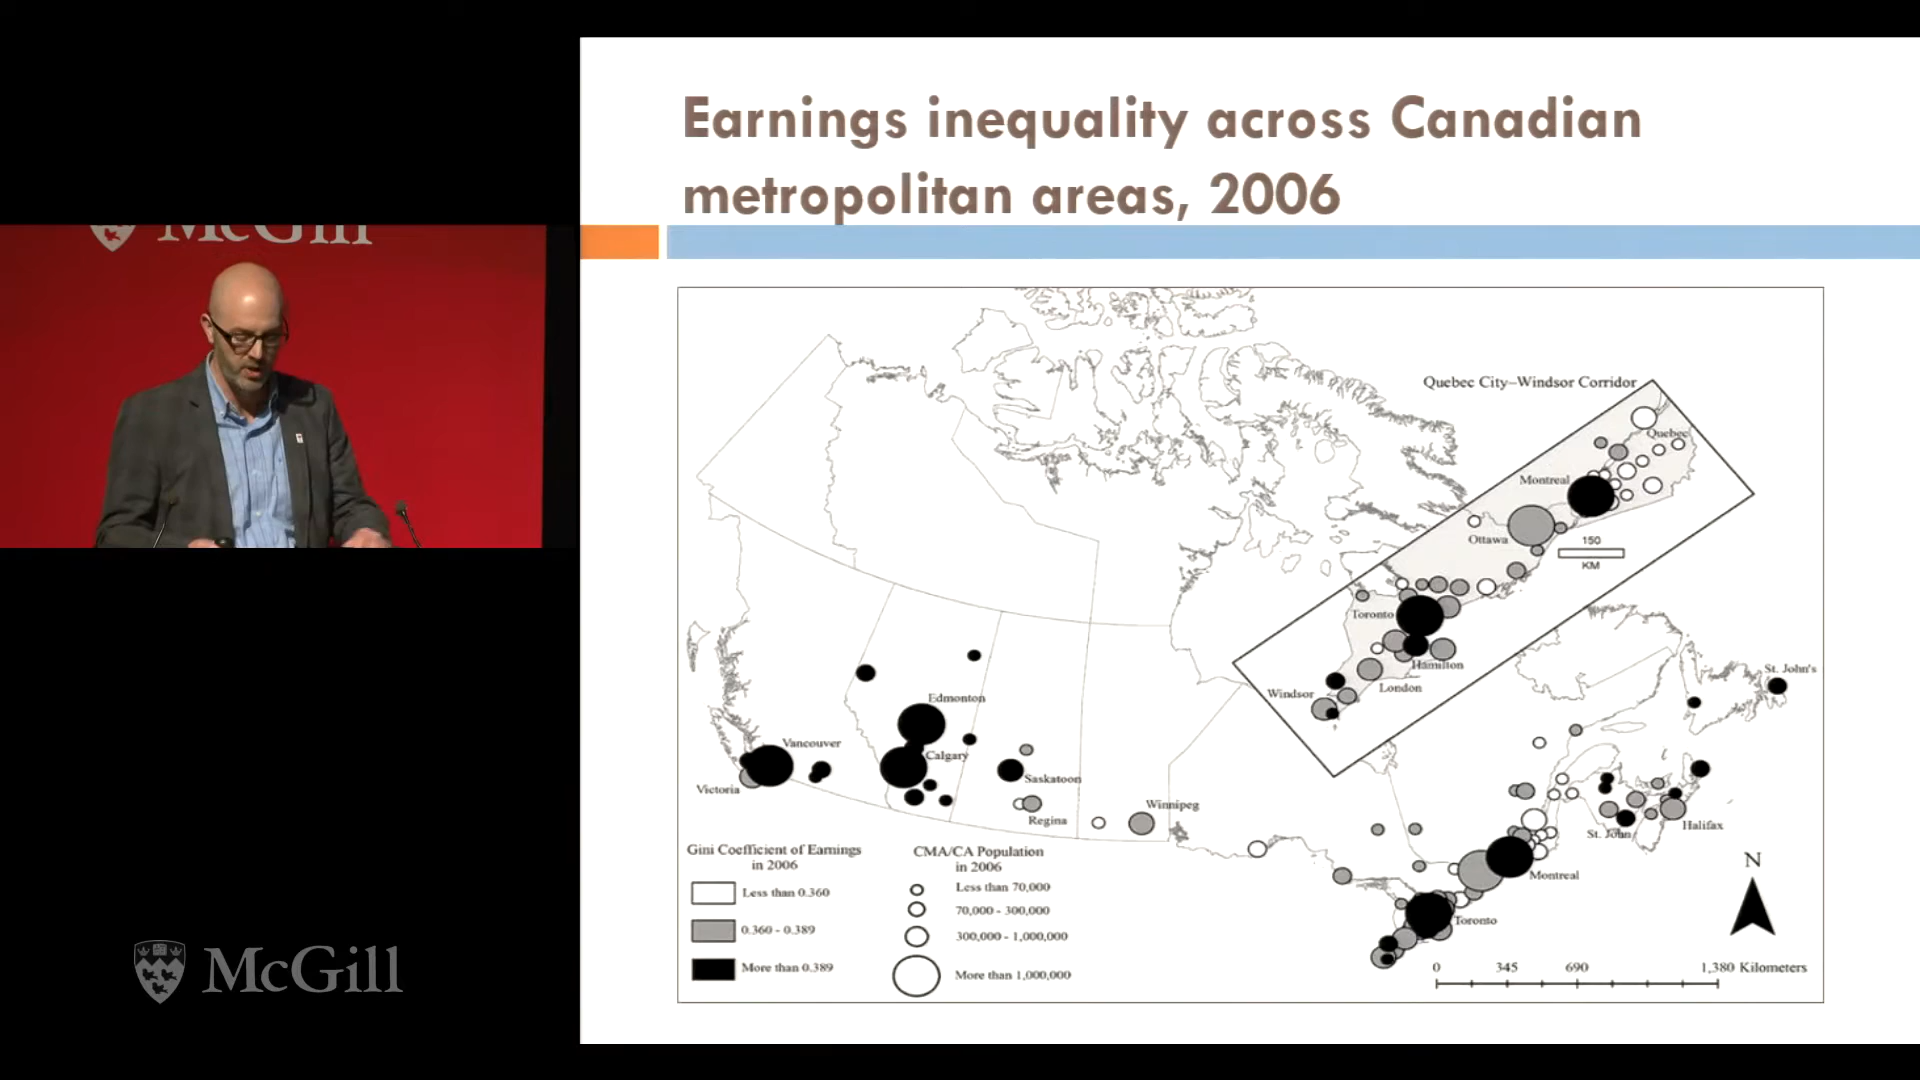 Earnings inequality across Canadian
metropolitan areas, 2006
McGill
Quebec City–Windsor Corridor
Quebec
Montreal
Ottawa
150
KM
Toronto
Hamilton
London
Windsor
St. John's
Edmonton
Vancouver
Calgary
Saskatoon
Victoria
Regina
Winnipeg
Halifax
St. John
Montreal
Toronto
N
Gini Coefficient of Earnings
in 2006
Less than 0.360
0.360 - 0.389
More than 0.389
CMA/CA Population
in 2006
Less than 70,000
70,000 - 300,000
300,000 - 1,000,000
More than 1,000,000
0 345 690 1,380 Kilometers
McGill